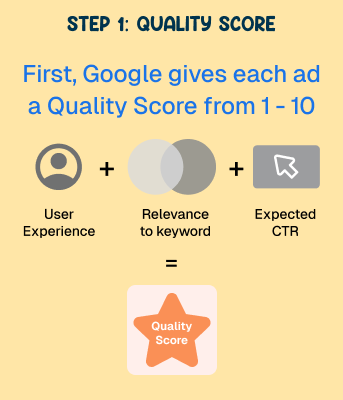 STEP 1: QUALITY SCORE
First, Google gives each ad
a Quality Score from 1 - 10
+
+
User
Experience
Relevance
to keyword
Expected
CTR
=
Quality
Score